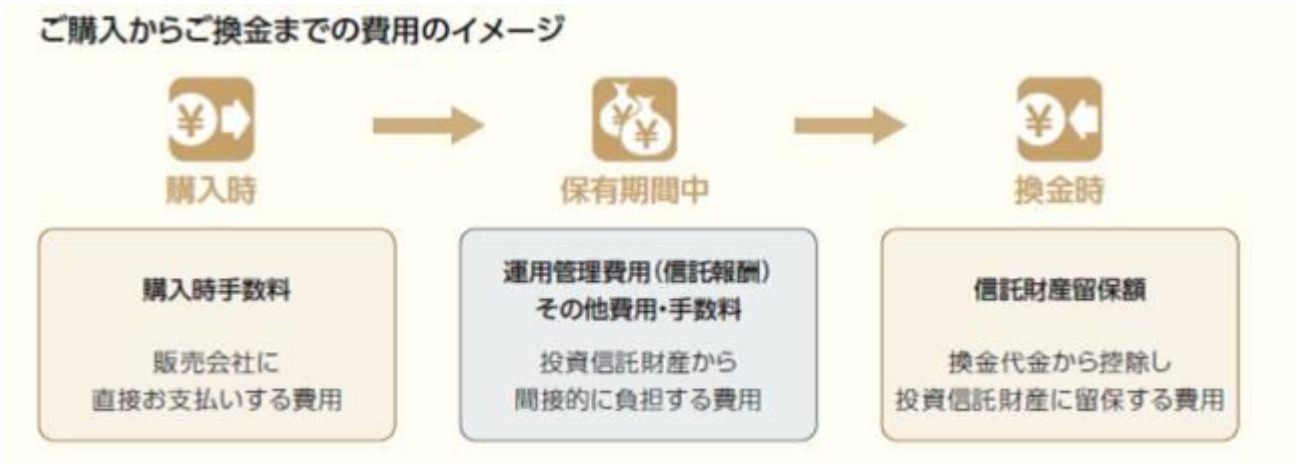 ご購入からご換金までの費用のイメージ
¥
¥
¥
¥
購入時
保有期間中
換金時
購入時手数料
販売会社に
直接お支払いする費用
運用管理費用(信託報酬)
その他費用・手数料
投資信託財産から
間接的に負担する費用
信託財産留保額
換金代金から控除し
投資信託財産に留保する費用